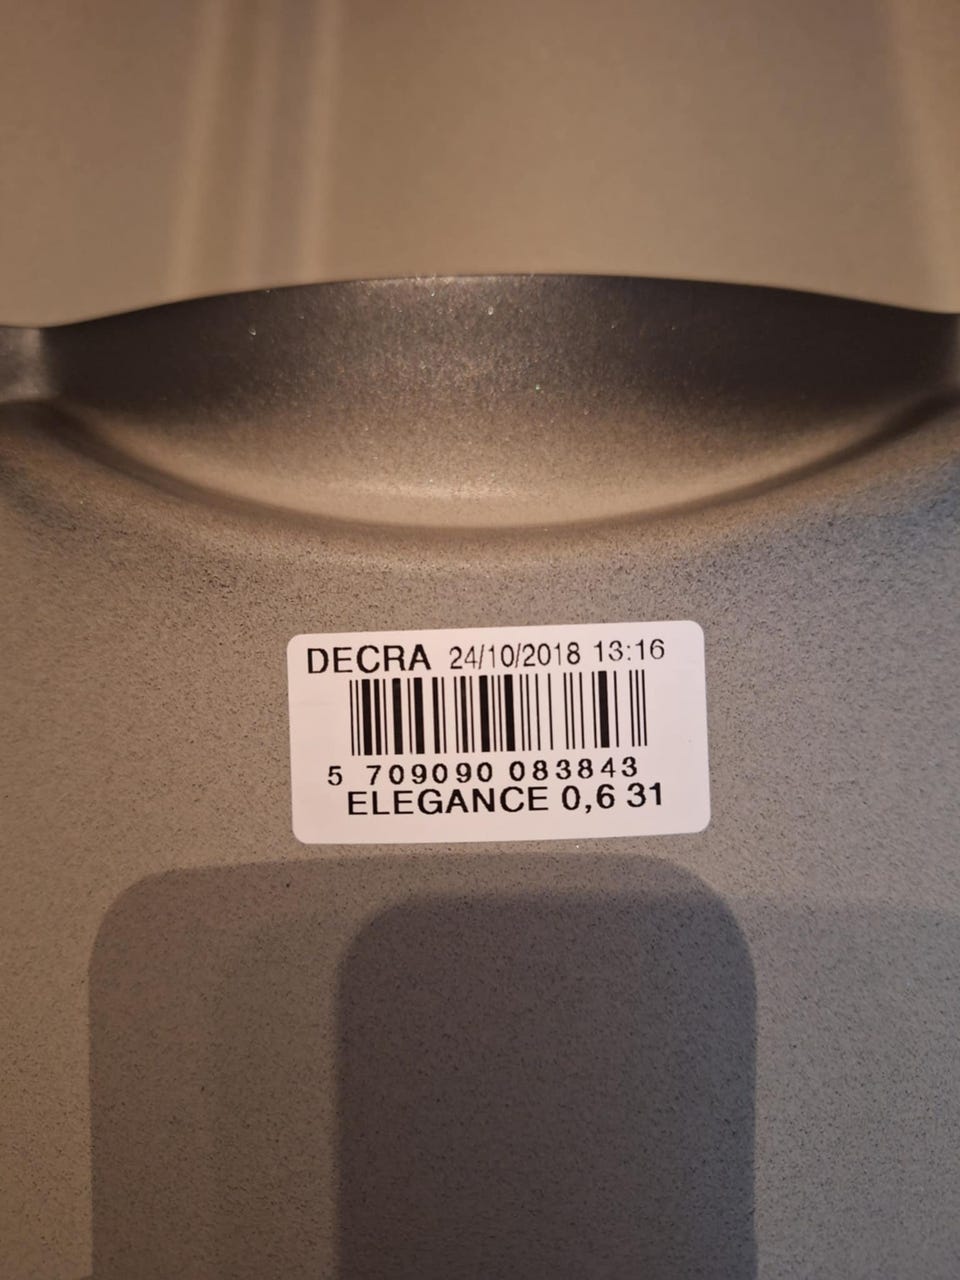 DECRA 24/10/2018 13:16
5 709090 083843
ELEGANCE 0,6 31